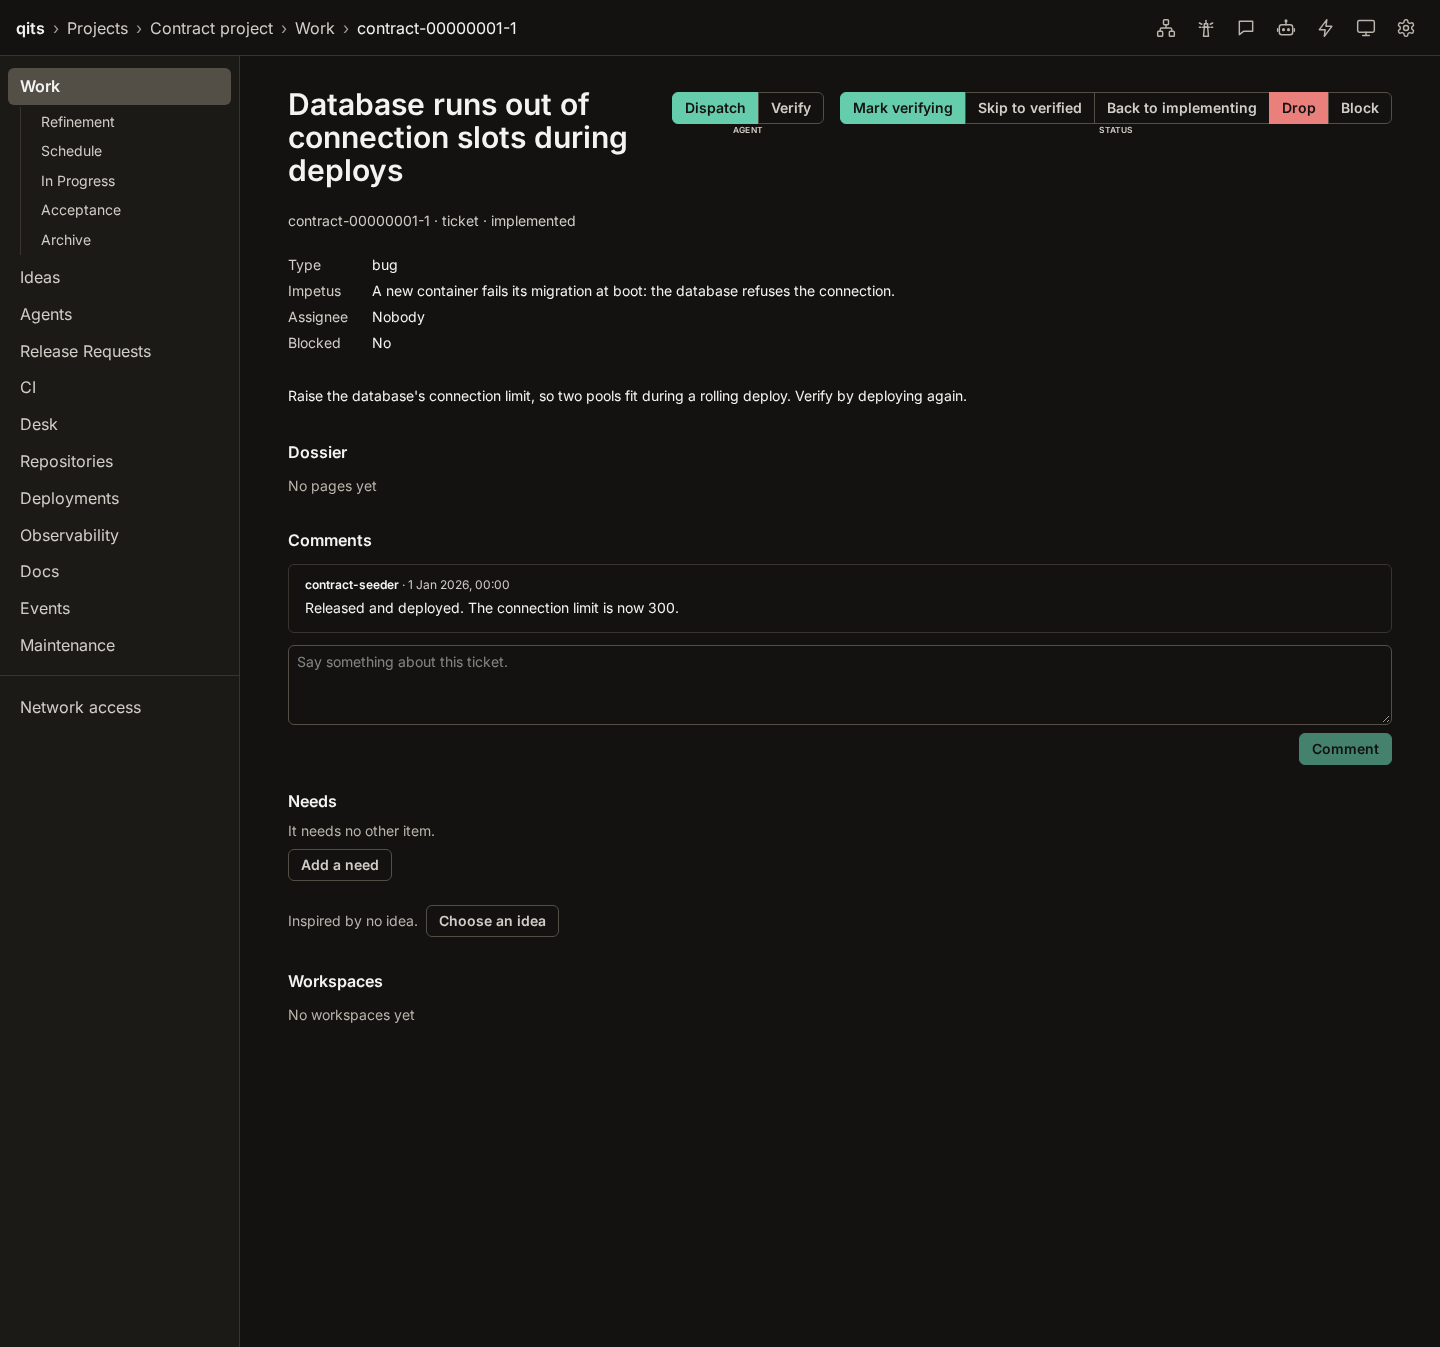 qits › Projects › Contract project › Work › contract-00000001-1
Work
Refinement
Schedule
In Progress
Acceptance
Archive
Ideas
Agents
Release Requests
CI
Desk
Repositories
Deployments
Observability
Docs
Events
Maintenance
Network access
Database runs out of
connection slots during
deploys
Dispatch Verify
AGENT
Mark verifying Skip to verified Back to implementing Drop Block
STATUS
contract-00000001-1 · ticket · implemented
Type bug
Impetus A new container fails its migration at boot: the database refuses the connection.
Assignee Nobody
Blocked No
Raise the database's connection limit, so two pools fit during a rolling deploy. Verify by deploying again.
Dossier
No pages yet
Comments
contract-seeder · 1 Jan 2026, 00:00
Released and deployed. The connection limit is now 300.
Say something about this ticket.
Comment
Needs
It needs no other item.
Add a need
Inspired by no idea. Choose an idea
Workspaces
No workspaces yet